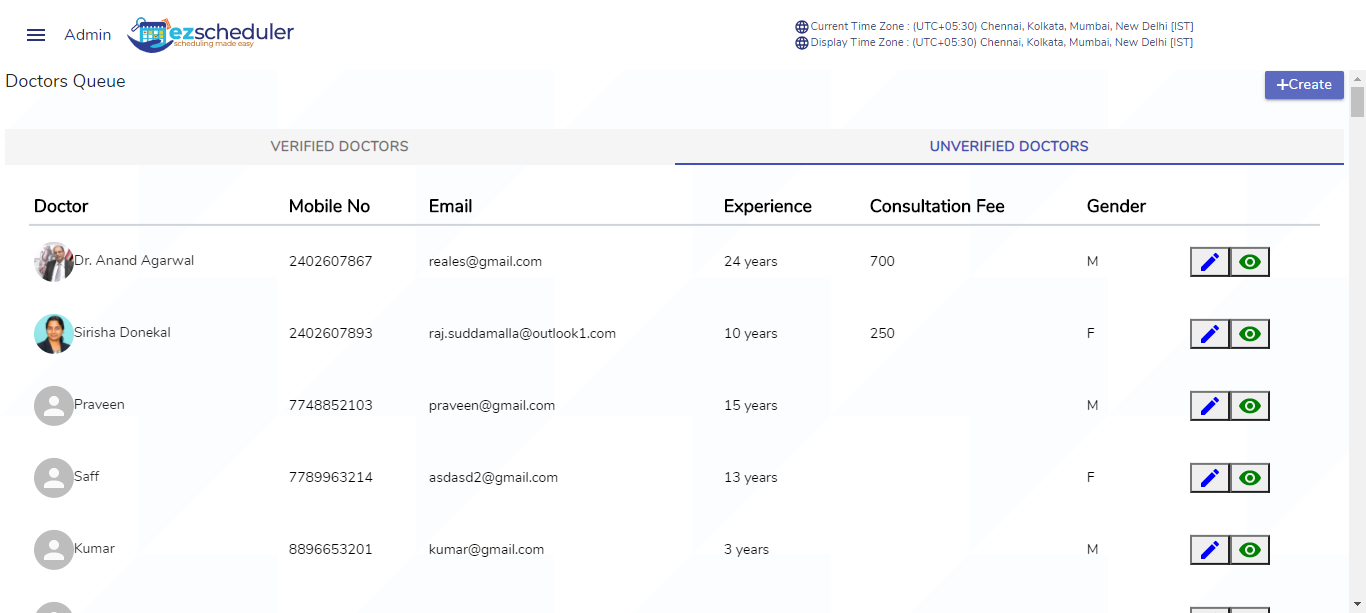 Admin
ezscheduler
scheduling made easy
Current Time Zone : (UTC+05:30) Chennai, Kolkata, Mumbai, New Delhi [IST]
Display Time Zone : (UTC+05:30) Chennai, Kolkata, Mumbai, New Delhi [IST]
Doctors Queue
+Create
VERIFIED DOCTORS UNVERIFIED DOCTORS
Doctor Mobile No Email Experience Consultation Fee Gender
Dr. Anand Agarwal 2402607867 reales@gmail.com 24 years 700 M
Sirisha Donekal 2402607893 raj.suddamalla@outlook1.com 10 years 250 F
Praveen 7748852103 praveen@gmail.com 15 years M
Saff 7789963214 asdasd2@gmail.com 13 years F
Kumar 8896653201 kumar@gmail.com 3 years M